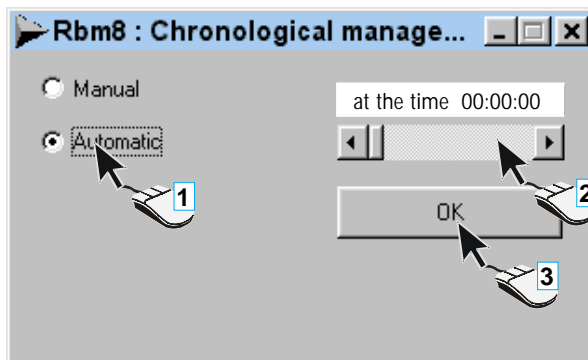 Rbm8 : Chronological manage...
Manual
at the time 00:00:00
Automatic
1
2
OK
3